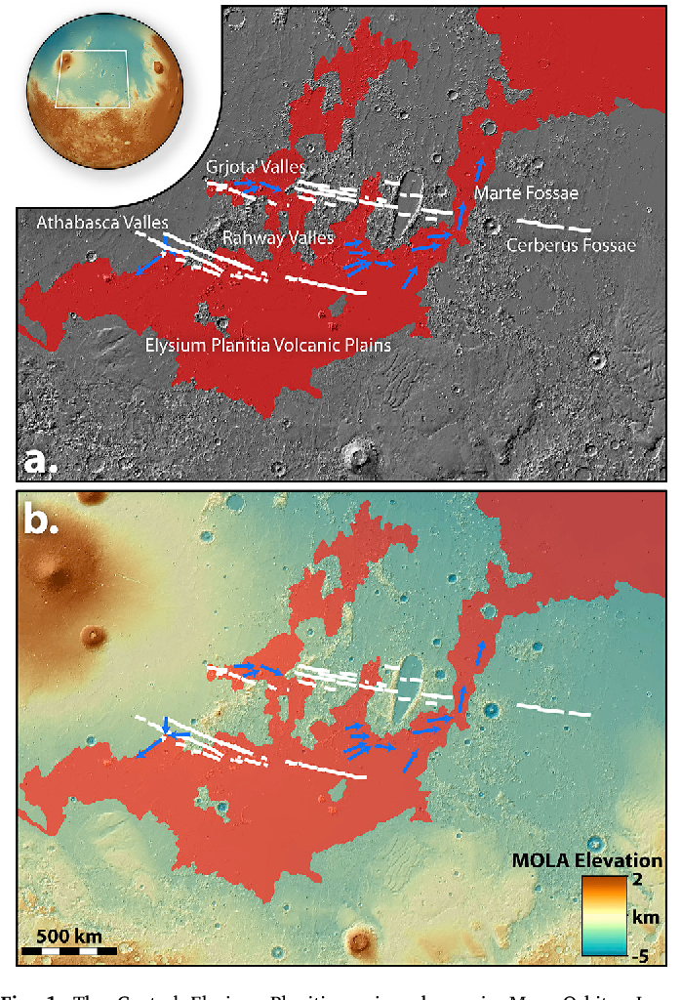 Grjota' Valles
Marte Fossae
Athabasca Valles
Rahway Valles
Cerberus Fossae
Elysium Planitia Volcanic Plains
a.
b.
MOLA Elevation
2
km
-5
500 km